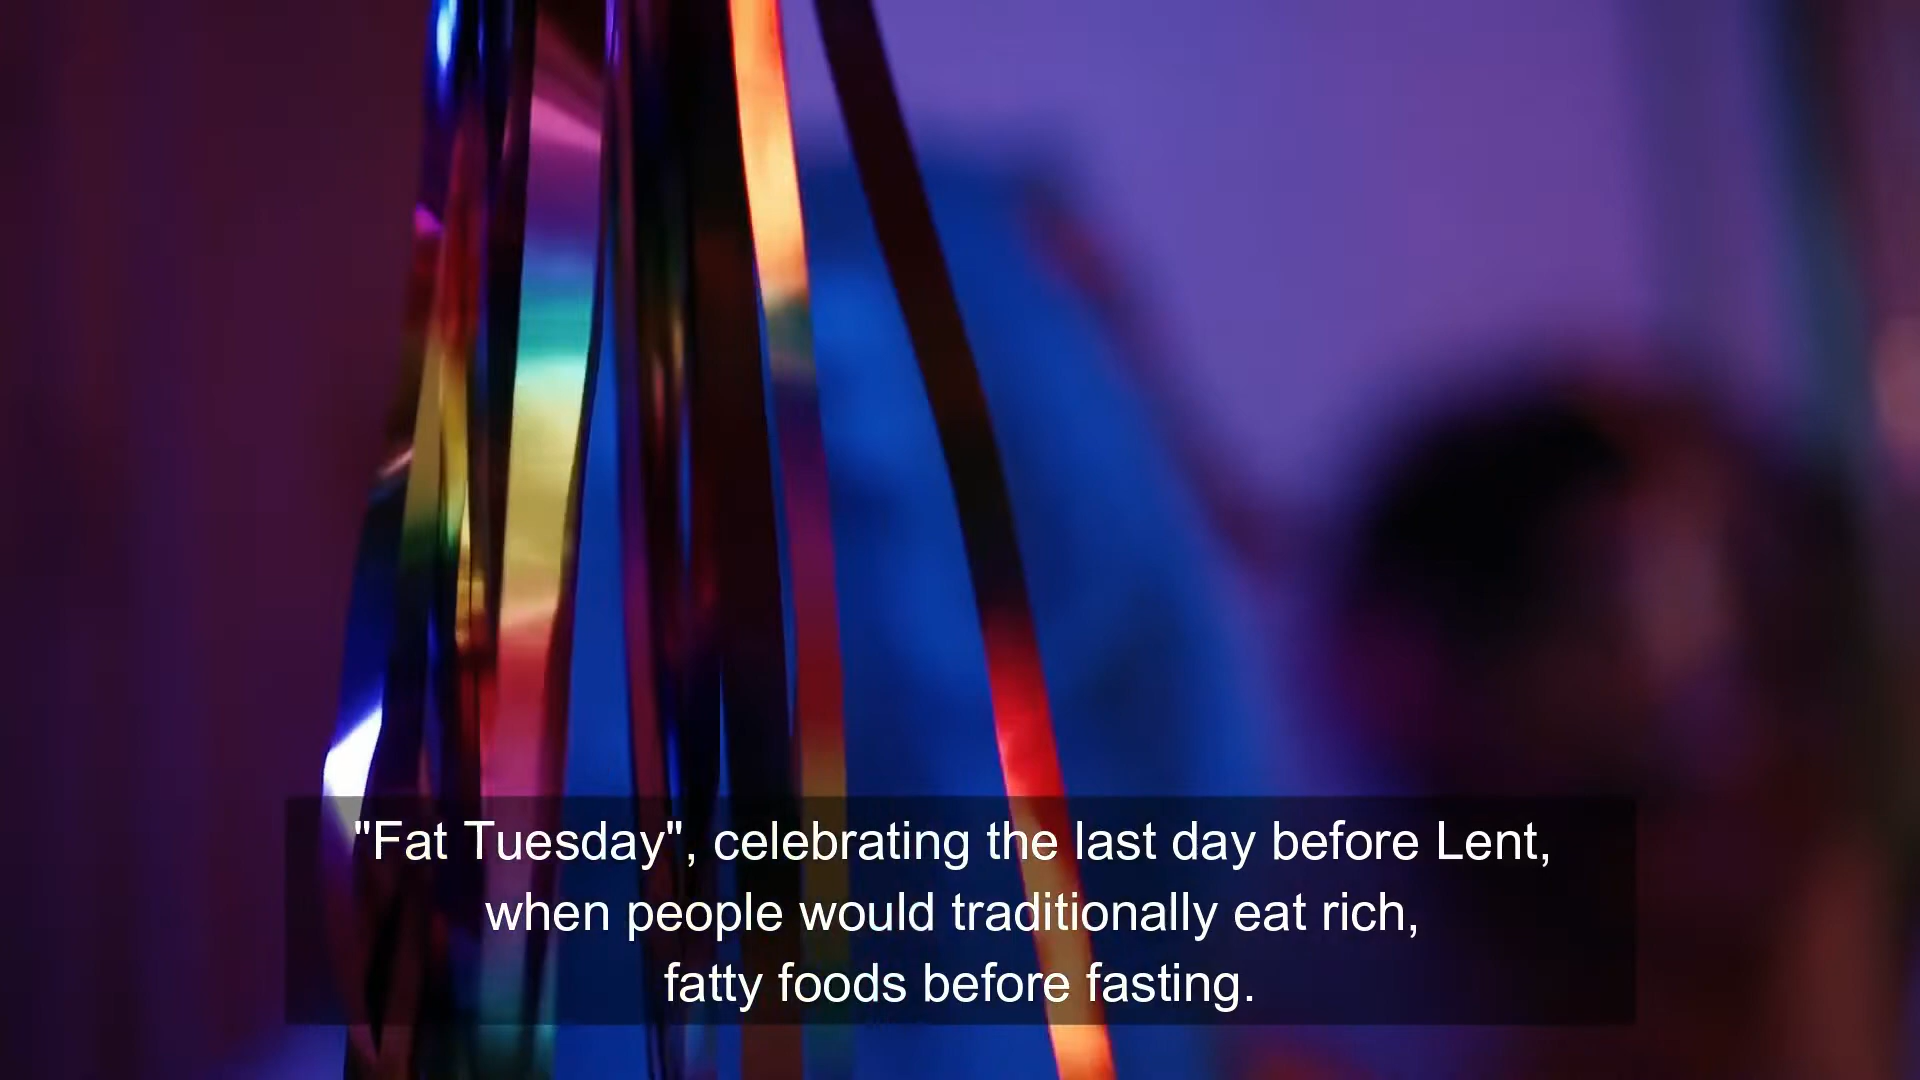 "Fat Tuesday", celebrating the last day before Lent,
when people would traditionally eat rich,
fatty foods before fasting.